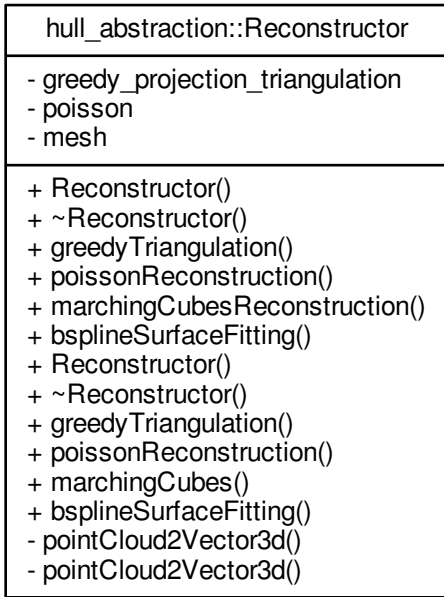 hull_abstraction::Reconstructor
- greedy_projection_triangulation
- poisson
- mesh
+ Reconstructor()
+ ~Reconstructor()
+ greedyTriangulation()
+ poissonReconstruction()
+ marchingCubesReconstruction()
+ bsplineSurfaceFitting()
+ Reconstructor()
+ ~Reconstructor()
+ greedyTriangulation()
+ poissonReconstruction()
+ marchingCubes()
+ bsplineSurfaceFitting()
- pointCloud2Vector3d()
- pointCloud2Vector3d()